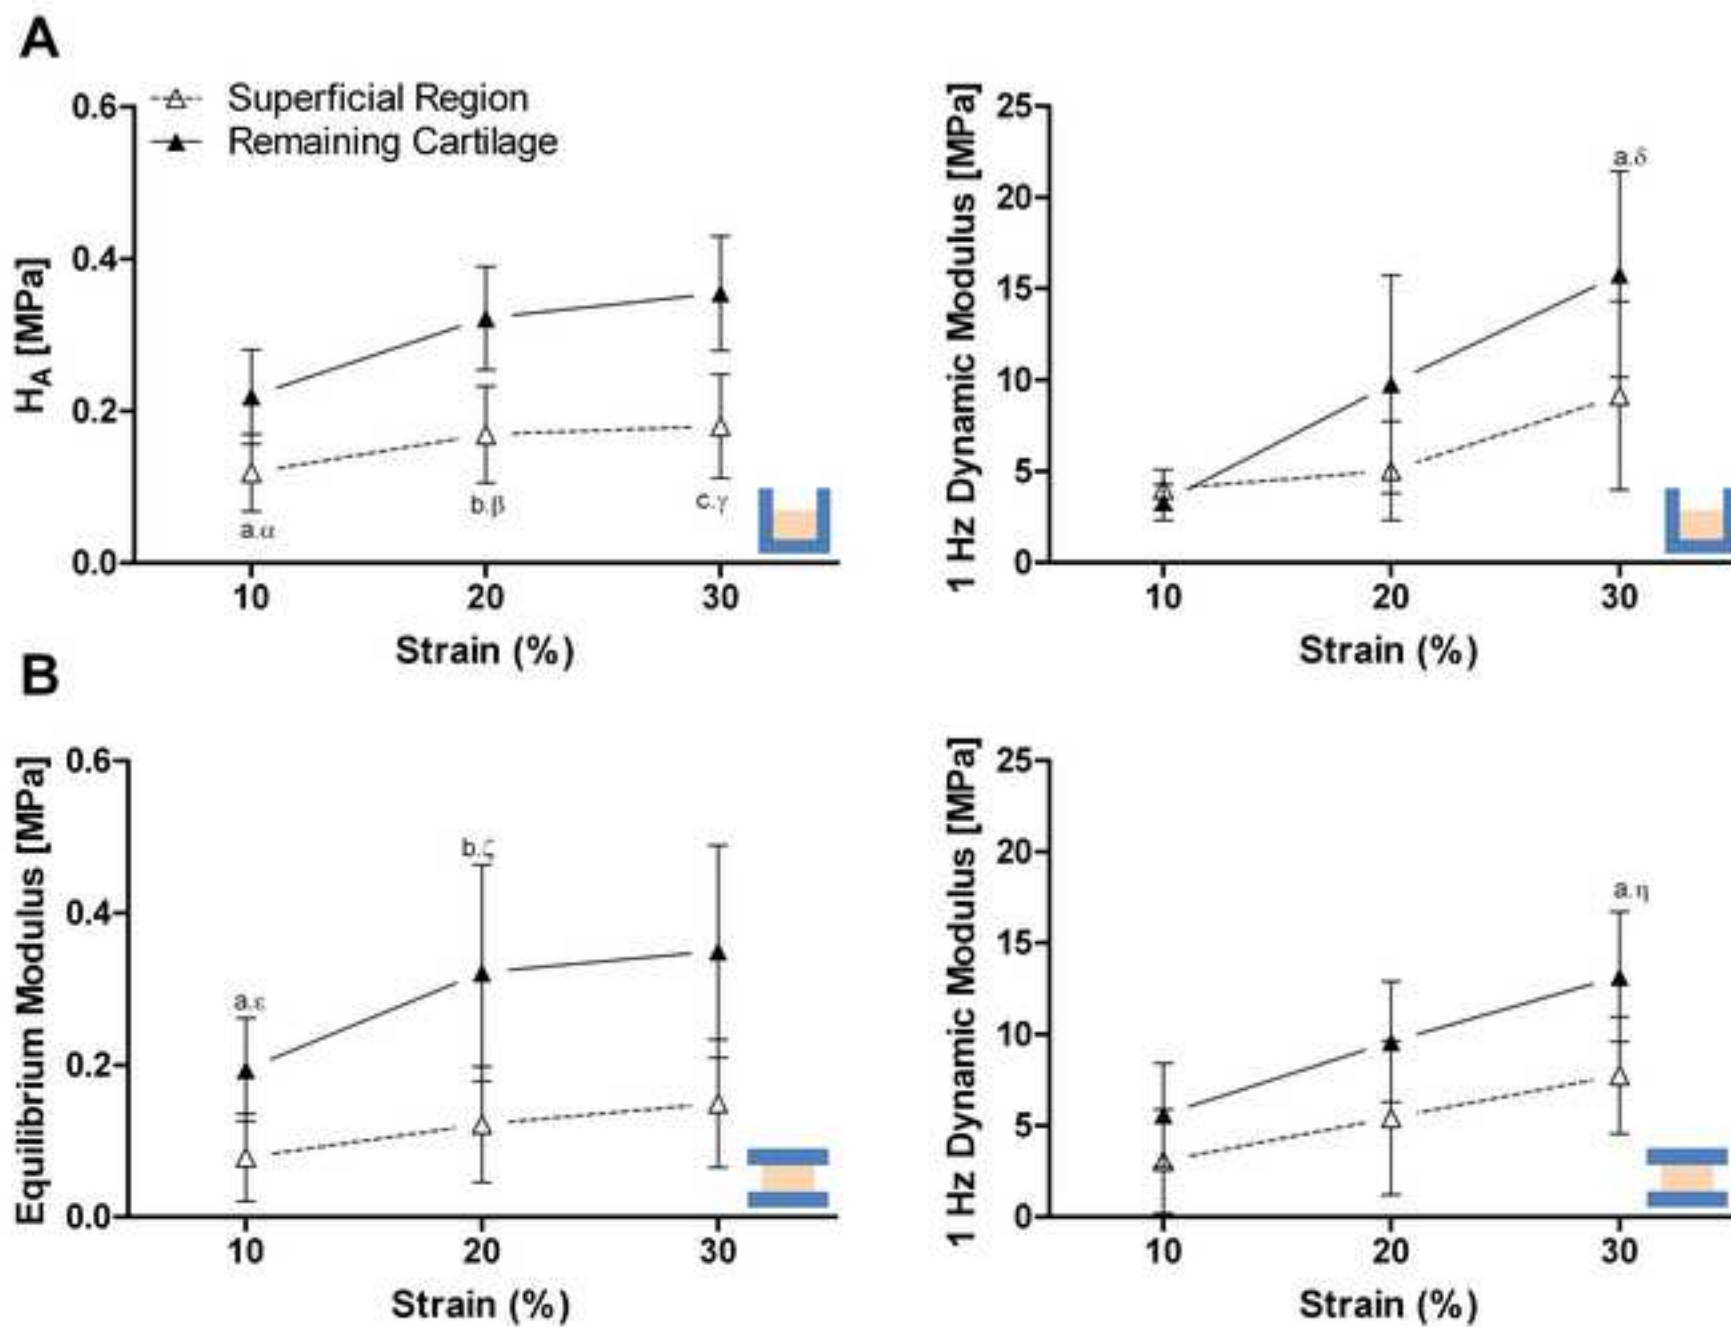 A
Superficial Region
Remaining Cartilage
0.6
0.4
0.2
0.0
H_A [MPa]
a.α
b.β
c.γ
10
20
30
Strain (%)
25
20
15
10
5
0
1 Hz Dynamic Modulus [MPa]
a.δ
10
20
30
Strain (%)
B
0.6
0.4
0.2
0.0
Equilibrium Modulus [MPa]
a.ε
b.ζ
10
20
30
Strain (%)
25
20
15
10
5
0
1 Hz Dynamic Modulus [MPa]
a.η
10
20
30
Strain (%)